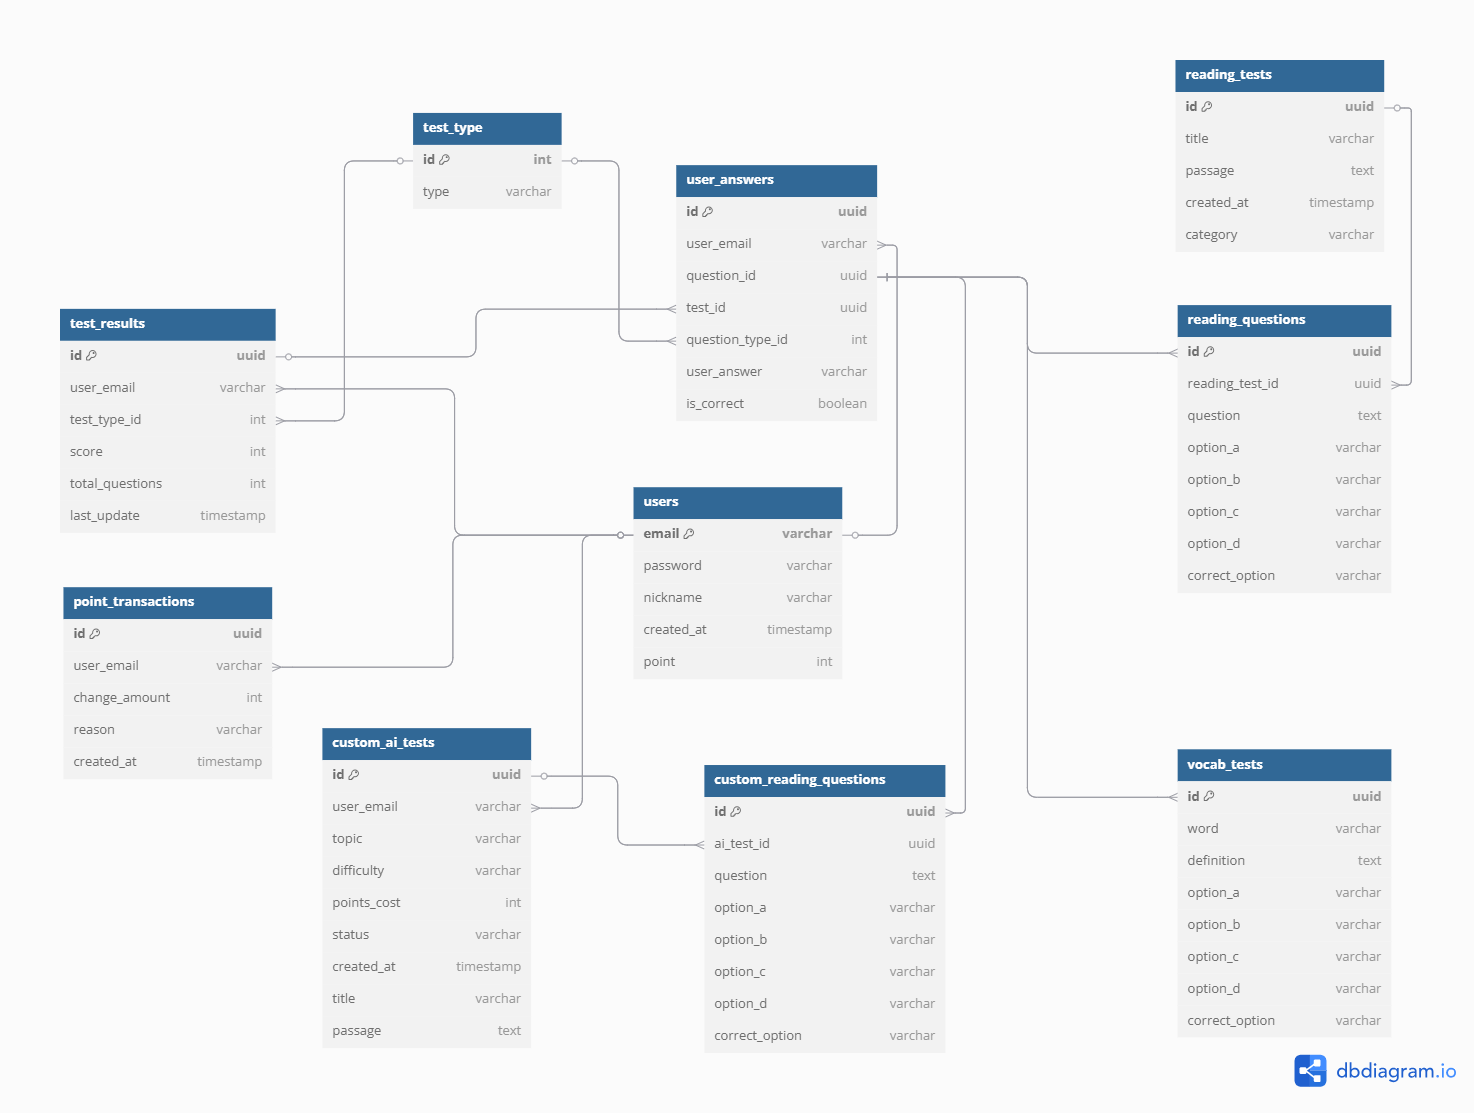 test_type
id int
type varchar
user_answers
id uuid
user_email varchar
question_id uuid
test_id uuid
question_type_id int
user_answer varchar
is_correct boolean
reading_tests
id uuid
title varchar
passage text
created_at timestamp
category varchar
test_results
id uuid
user_email varchar
test_type_id int
score int
total_questions int
last_update timestamp
reading_questions
id uuid
reading_test_id uuid
question text
option_a varchar
option_b varchar
option_c varchar
option_d varchar
correct_option varchar
users
email varchar
password varchar
nickname varchar
created_at timestamp
point int
point_transactions
id uuid
user_email varchar
change_amount int
reason varchar
created_at timestamp
custom_ai_tests
id uuid
user_email varchar
topic varchar
difficulty varchar
points_cost int
status varchar
created_at timestamp
title varchar
passage text
custom_reading_questions
id uuid
ai_test_id uuid
question text
option_a varchar
option_b varchar
option_c varchar
option_d varchar
correct_option varchar
vocab_tests
id uuid
word varchar
definition text
option_a varchar
option_b varchar
option_c varchar
option_d varchar
correct_option varchar
dbdiagram.io